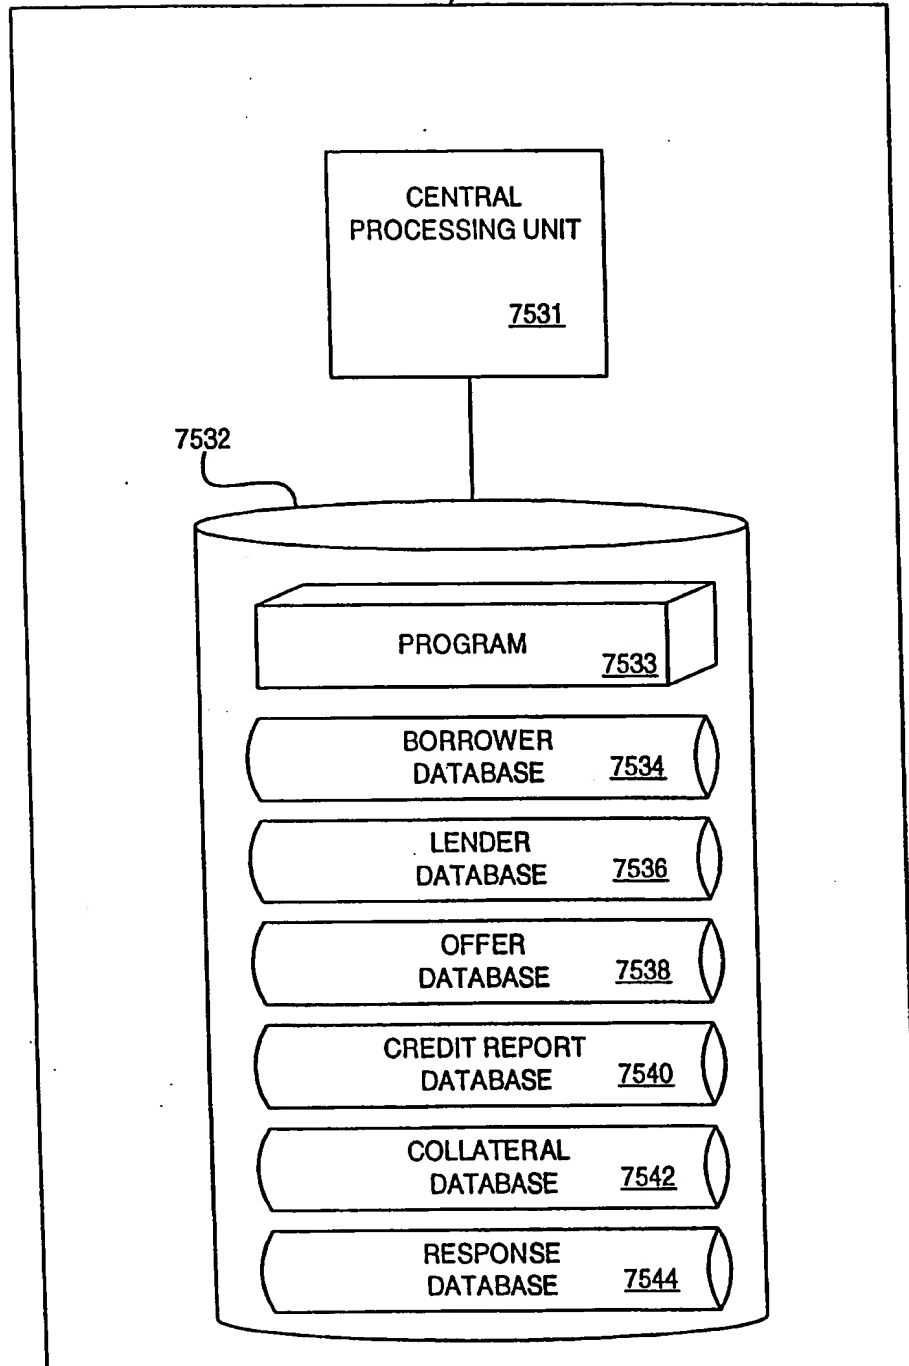 CENTRAL
PROCESSING UNIT
7531
7532
PROGRAM
7533
BORROWER
DATABASE
7534
LENDER
DATABASE
7536
OFFER
DATABASE
7538
CREDIT REPORT
DATABASE
7540
COLLATERAL
DATABASE
7542
RESPONSE
DATABASE
7544